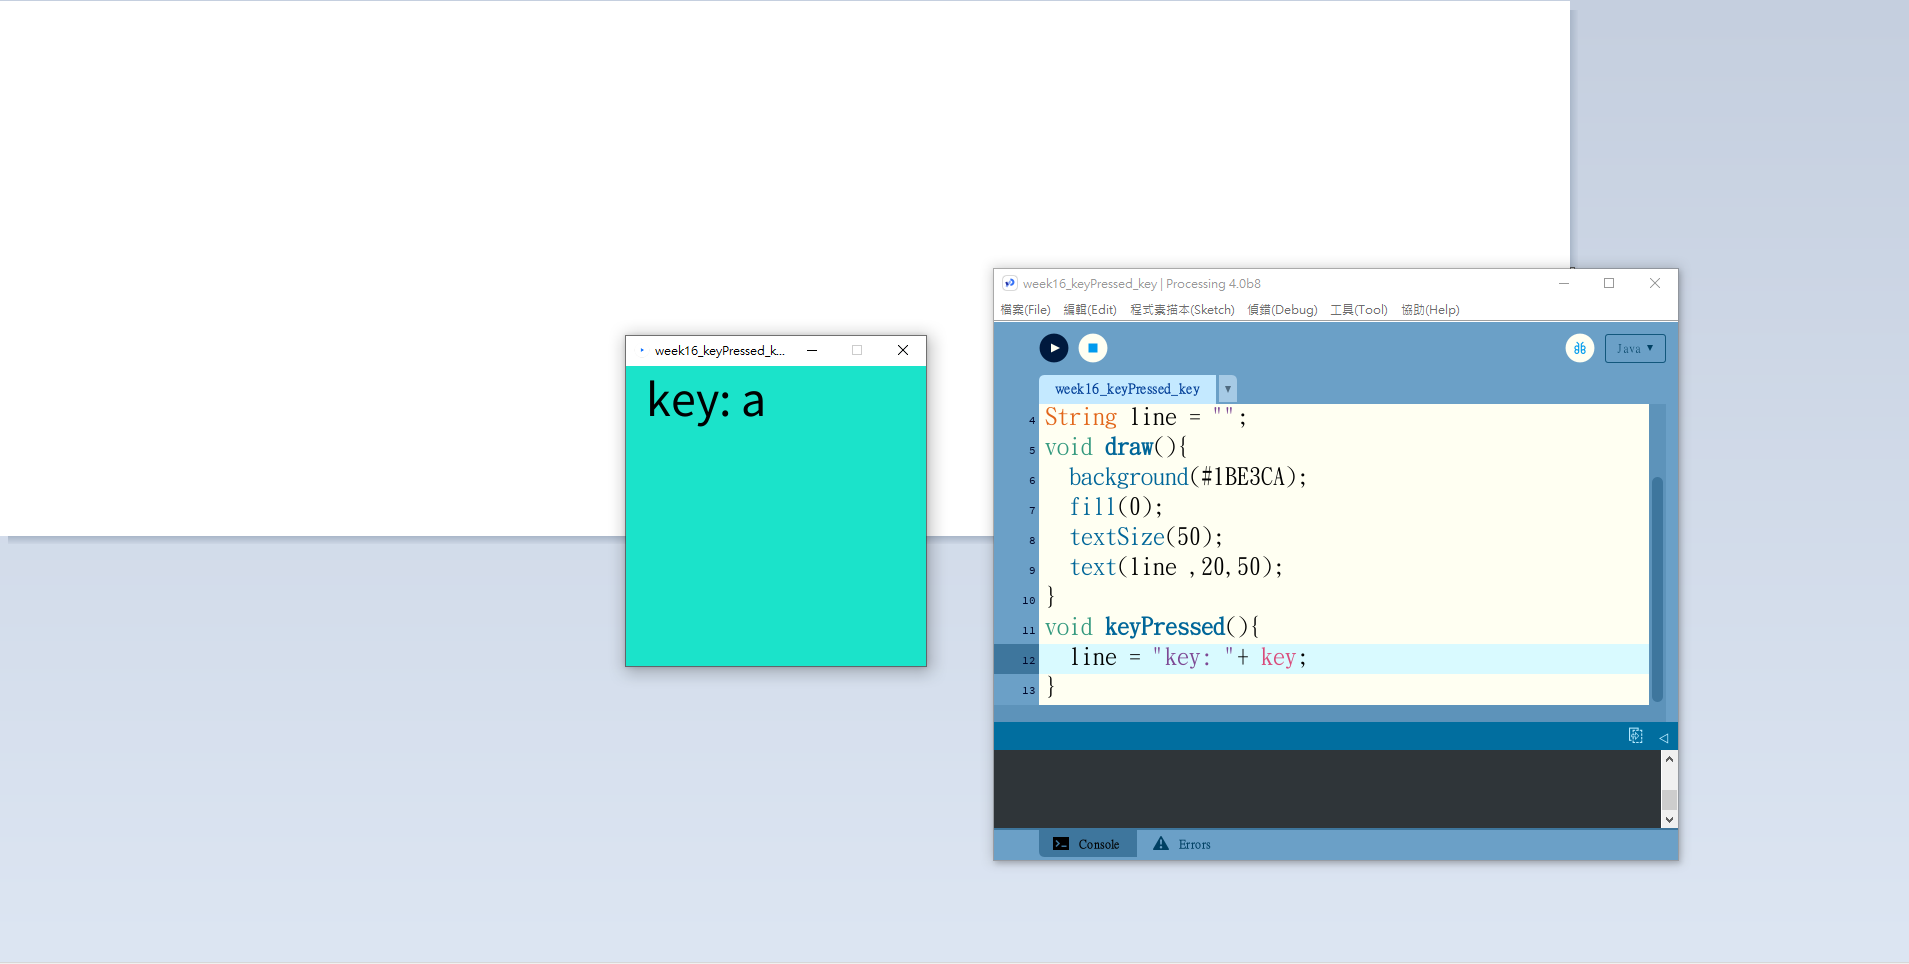 week16_keyPressed_k...
key: a
week16_keyPressed_key | Processing 4.0b8
檔案(File) 編輯(Edit) 程式素描本(Sketch) 偵錯(Debug) 工具(Tool) 協助(Help)
Java ▼
week16_keyPressed_key ▼
4 String line = "";
5 void draw(){
6   background(#1BE3CA);
7   fill(0);
8   textSize(50);
9   text(line ,20,50);
10 }
11 void keyPressed(){
12   line = "key: "+ key;
13 }
Console Errors